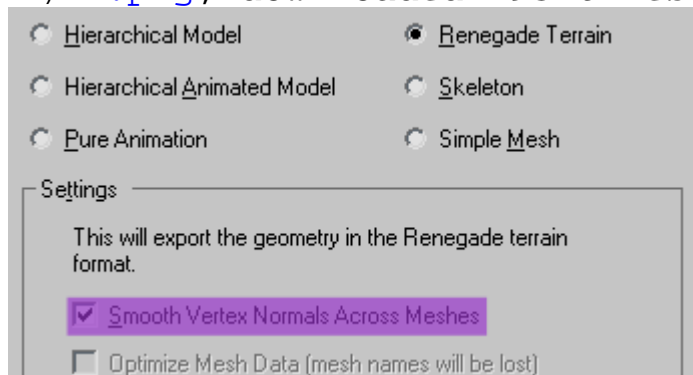 Hierarchical Model
Renegade Terrain
Hierarchical Animated Model
Skeleton
Pure Animation
Simple Mesh
Settings
This will export the geometry in the Renegade terrain
format.
Smooth Vertex Normals Across Meshes
Optimize Mesh Data (mesh names will be lost)